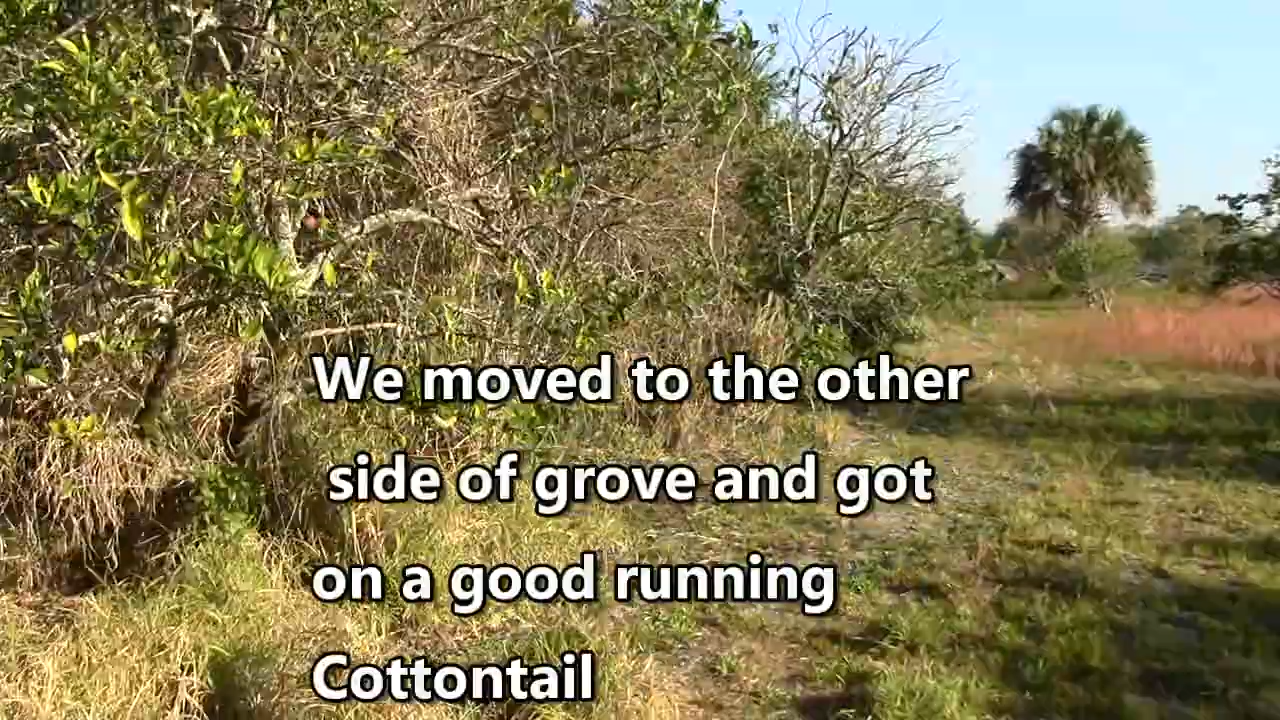 We moved to the other
side of grove and got
on a good running
Cottontail